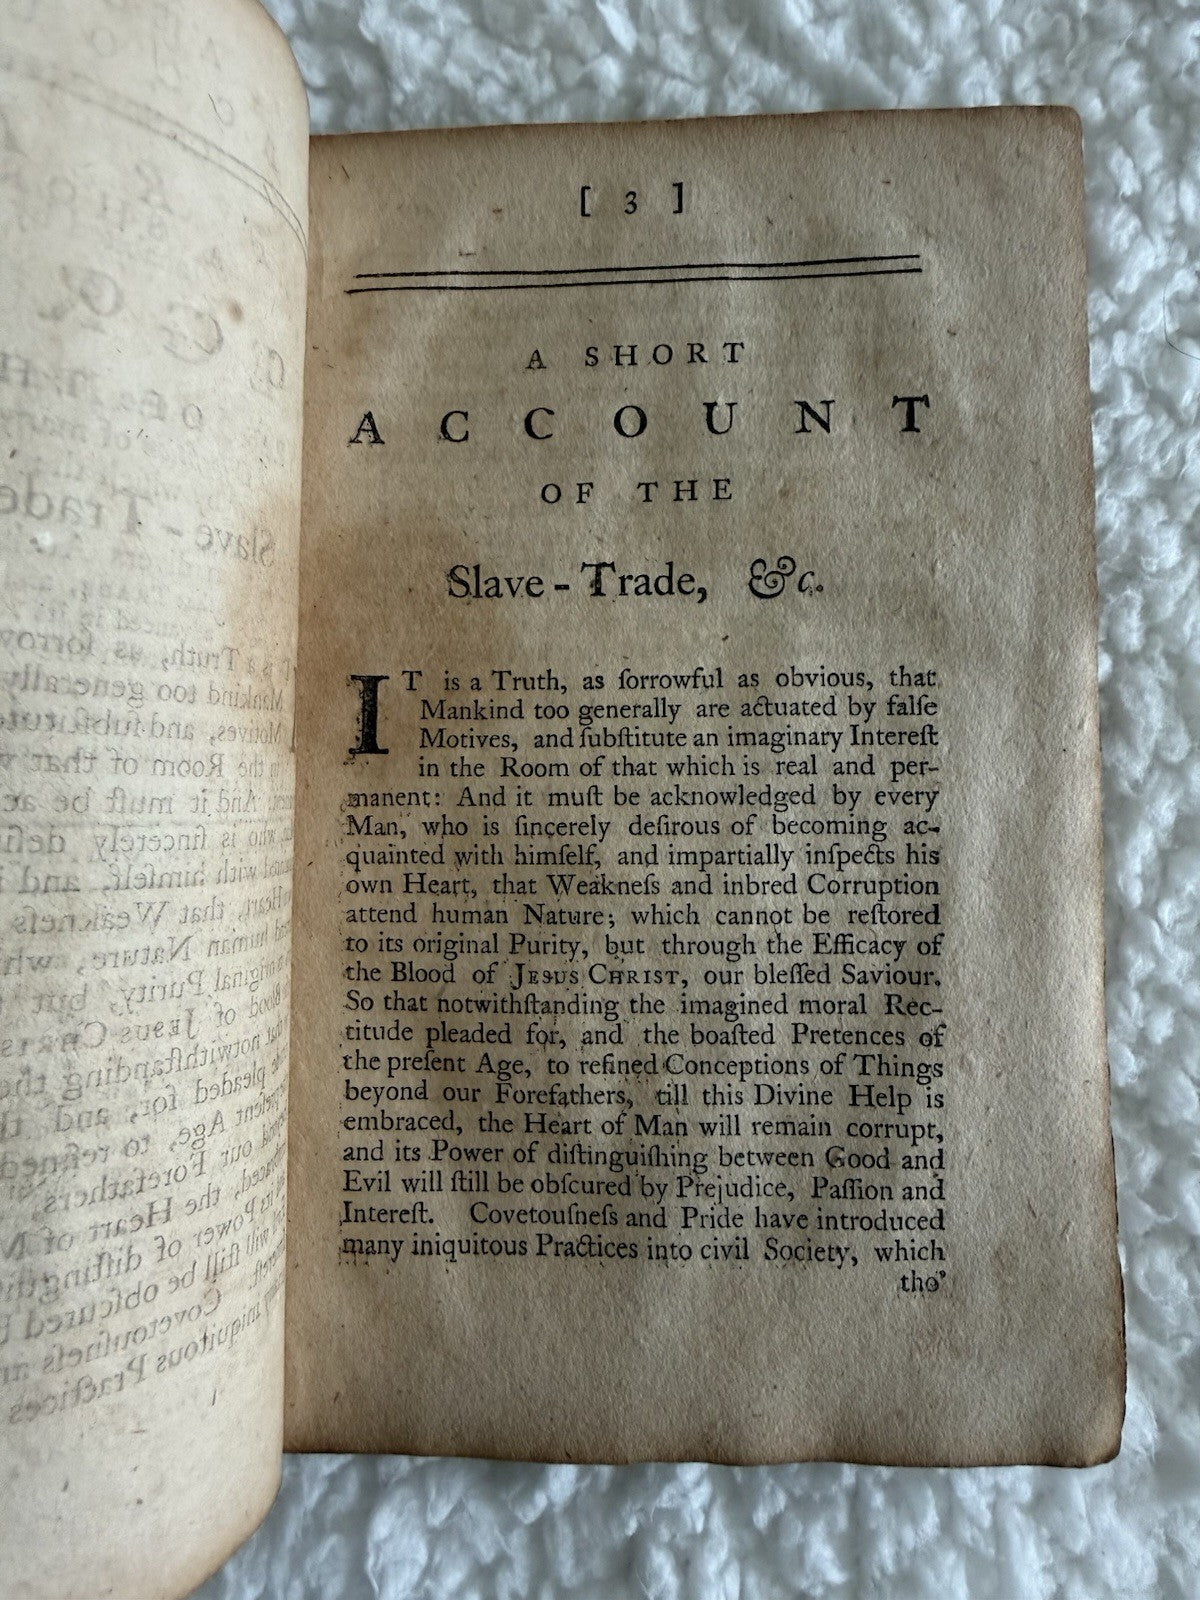 [ 3 ]
A SHORT
ACCOUNT
OF THE
Slave-Trade, &c.
IT is a Truth, as ſorrowful as obvious, that
Mankind too generally are actuated by falſe
Motives, and ſubſtitute an imaginary Intereſt
in the Room of that which is real and per-
manent: And it muſt be acknowledged by every
Man, who is ſincerely deſirous of becoming ac-
quainted with himſelf, and impartially inſpects his
own Heart, that Weakneſs and inbred Corruption
attend human Nature; which cannot be reſtored
to its original Purity, but through the Efficacy of
the Blood of JESUS CHRIST, our bleſſed Saviour.
So that notwithſtanding the imagined moral Rec-
titude pleaded for, and the boaſted Pretences of
the preſent Age, to refined Conceptions of Things
beyond our Forefathers, till this Divine Help is
embraced, the Heart of Man will remain corrupt,
and its Power of diſtinguiſhing between Good and
Evil will ſtill be obſcured by Prejudice, Paſſion and
Intereſt. Covetouſneſs and Pride have introduced
many iniquitous Practices into civil Society, which
tho'